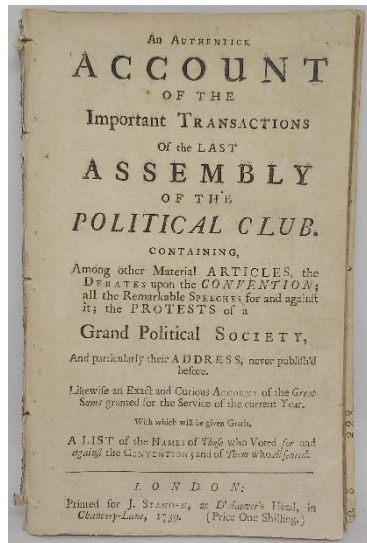 An AUTHENTICK
ACCOUNT
OF THE
Important TRANSACTIONS
Of the LAST
ASSEMBLY
OF THE
POLITICAL CLUB.
CONTAINING,
Among other Material ARTICLES, the
DEBATES upon the CONVENTION;
all the Remarkable SPEECHES for and against
it; the PROTESTS of a
Grand Political SOCIETY,
And particularly their ADDRESS, never publish'd
before.
Likewise an Exact and Curious ACCOUNT of the Great
Sums granted for the Service of the current Year.
With which will be given Gratis,
A LIST of the NAMES of Those who Voted for and
against the CONVENTION; and of Them who Absented.
LONDON:
Printed for J. STANDEN, at D'Anver's Head, in
Chancery-Lane, 1739. (Price One Shilling.)